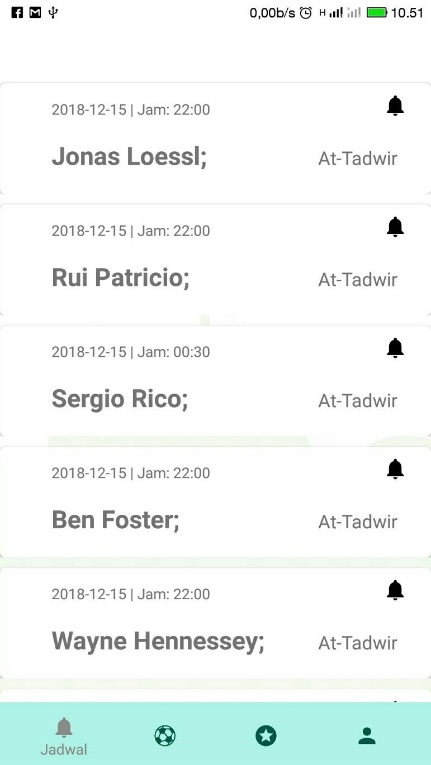 0,00b/s H 10.51
2018-12-15 | Jam: 22:00
Jonas Loessl; At-Tadwir
2018-12-15 | Jam: 22:00
Rui Patricio; At-Tadwir
2018-12-15 | Jam: 00:30
Sergio Rico; At-Tadwir
2018-12-15 | Jam: 22:00
Ben Foster; At-Tadwir
2018-12-15 | Jam: 22:00
Wayne Hennessey; At-Tadwir
Jadwal